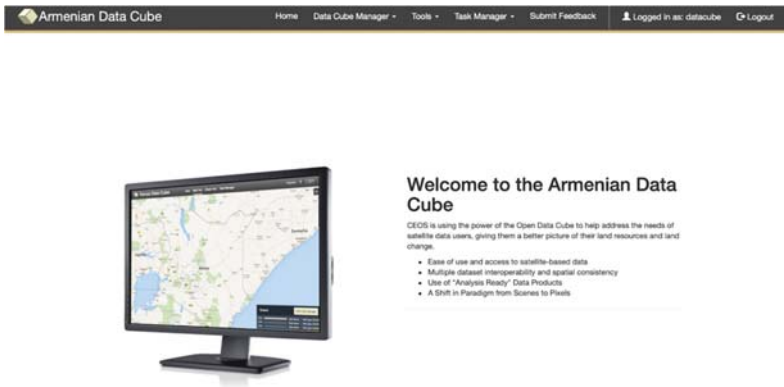 Armenian Data Cube
Home Data Cube Manager Tools Task Manager Submit Feedback Logged in as: datacube Logout
Welcome to the Armenian Data
Cube
CEOS is using the power of the Open Data Cube to help address the needs of
satellite data users, giving them a better picture of their land resources and land
change.
• Ease of use and access to satellite-based data
• Multiple dataset interoperability and spatial consistency
• Use of "Analysis Ready" Data Products
• A Shift in Paradigm from Scenes to Pixels